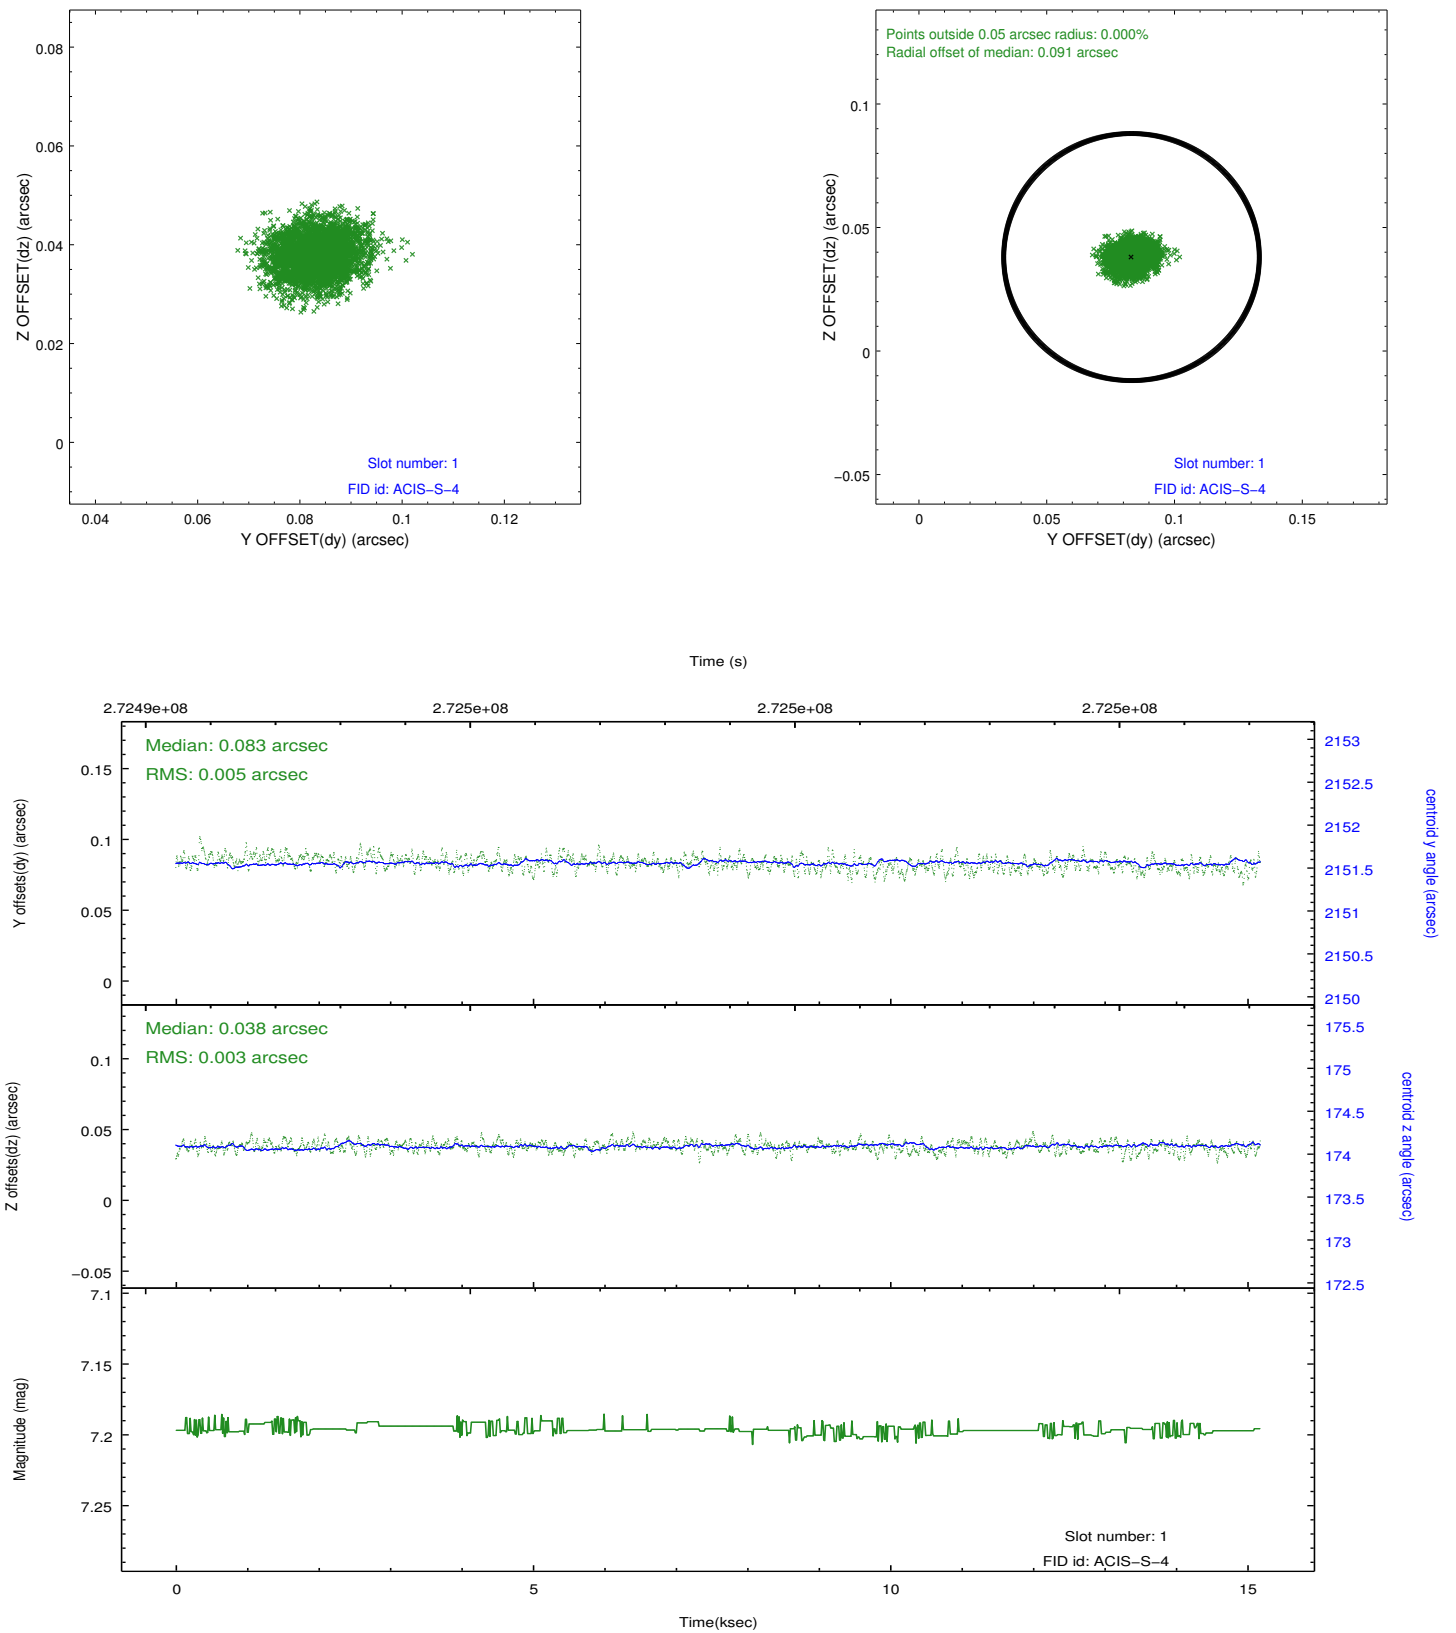 0.08
0.06
0.04
0.02
0
Z OFFSET(dz) (arcsec)
Slot number: 1
FID id: ACIS−S−4
0.04 0.06 0.08 0.1 0.12
Y OFFSET(dy) (arcsec)
Points outside 0.05 arcsec radius: 0.000%
Radial offset of median: 0.091 arcsec
0.1
0.05
0
−0.05
Z OFFSET(dz) (arcsec)
Slot number: 1
FID id: ACIS−S−4
0 0.05 0.1 0.15
Y OFFSET(dy) (arcsec)
Time (s)
2.7249e+08 2.725e+08 2.725e+08 2.725e+08
Median: 0.083 arcsec
RMS: 0.005 arcsec
0.15
0.1
0.05
0
Y offsets(dy) (arcsec)
2153
2152.5
2152
2151.5
2151
2150.5
2150
centroid y angle (arcsec)
Median: 0.038 arcsec
RMS: 0.003 arcsec
0.1
0.05
0
−0.05
Z offsets(dz) (arcsec)
175.5
175
174.5
174
173.5
173
172.5
centroid z angle (arcsec)
7.1
7.15
7.2
7.25
Magnitude (mag)
Slot number: 1
FID id: ACIS−S−4
0 5 10 15
Time(ksec)